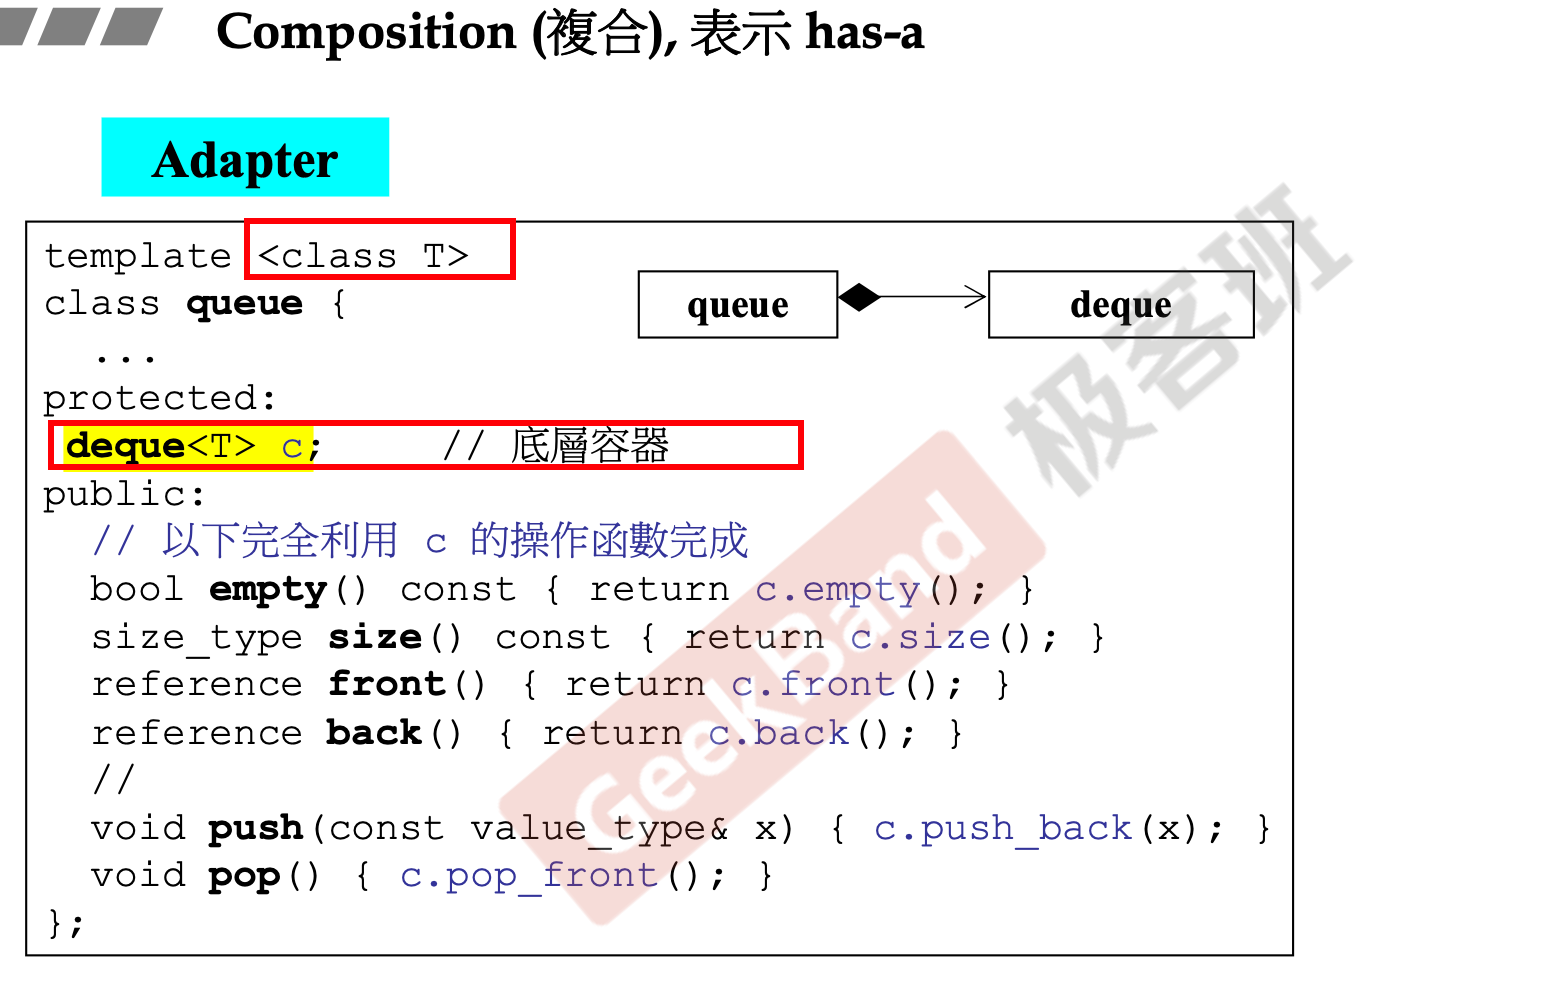 Composition (複合), 表示 has-a
Adapter
template <class T>
class queue {
...
protected:
deque<T> c; // 底層容器
public:
// 以下完全利用 c 的操作函數完成
bool empty() const { return c.empty(); }
size_type size() const { return c.size(); }
reference front() { return c.front(); }
reference back() { return c.back(); }
//
void push(const value_type& x) { c.push_back(x); }
void pop() { c.pop_front(); }
};
queue
deque
GeekBand 极客班